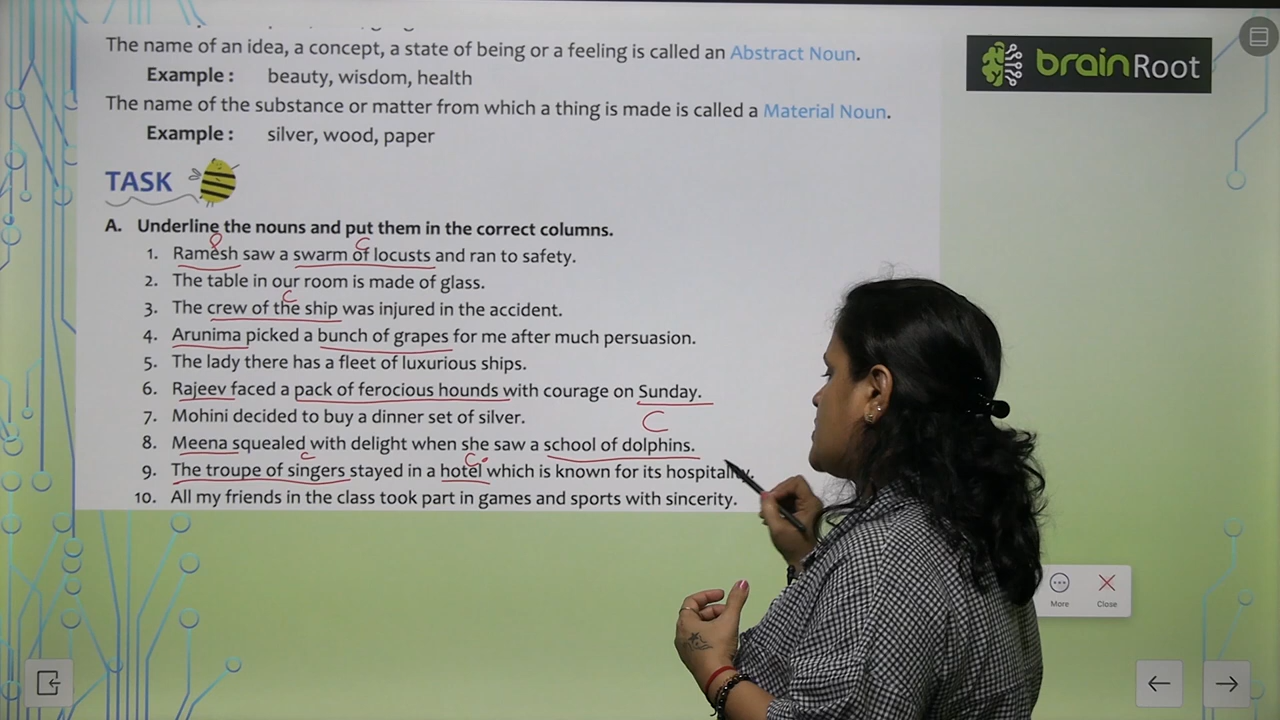 The name of an idea, a concept, a state of being or a feeling is called an Abstract Noun.
Example : beauty, wisdom, health
The name of the substance or matter from which a thing is made is called a Material Noun.
Example : silver, wood, paper
TASK
A. Underline the nouns and put them in the correct columns.
P C
1. Ramesh saw a swarm of locusts and ran to safety.
2. The table in our room is made of glass.
C
3. The crew of the ship was injured in the accident.
4. Arunima picked a bunch of grapes for me after much persuasion.
5. The lady there has a fleet of luxurious ships.
6. Rajeev faced a pack of ferocious hounds with courage on Sunday.
7. Mohini decided to buy a dinner set of silver.
C
8. Meena squealed with delight when she saw a school of dolphins.
C C
9. The troupe of singers stayed in a hotel which is known for its hospitality.
10. All my friends in the class took part in games and sports with sincerity.
brainRoot
More Close